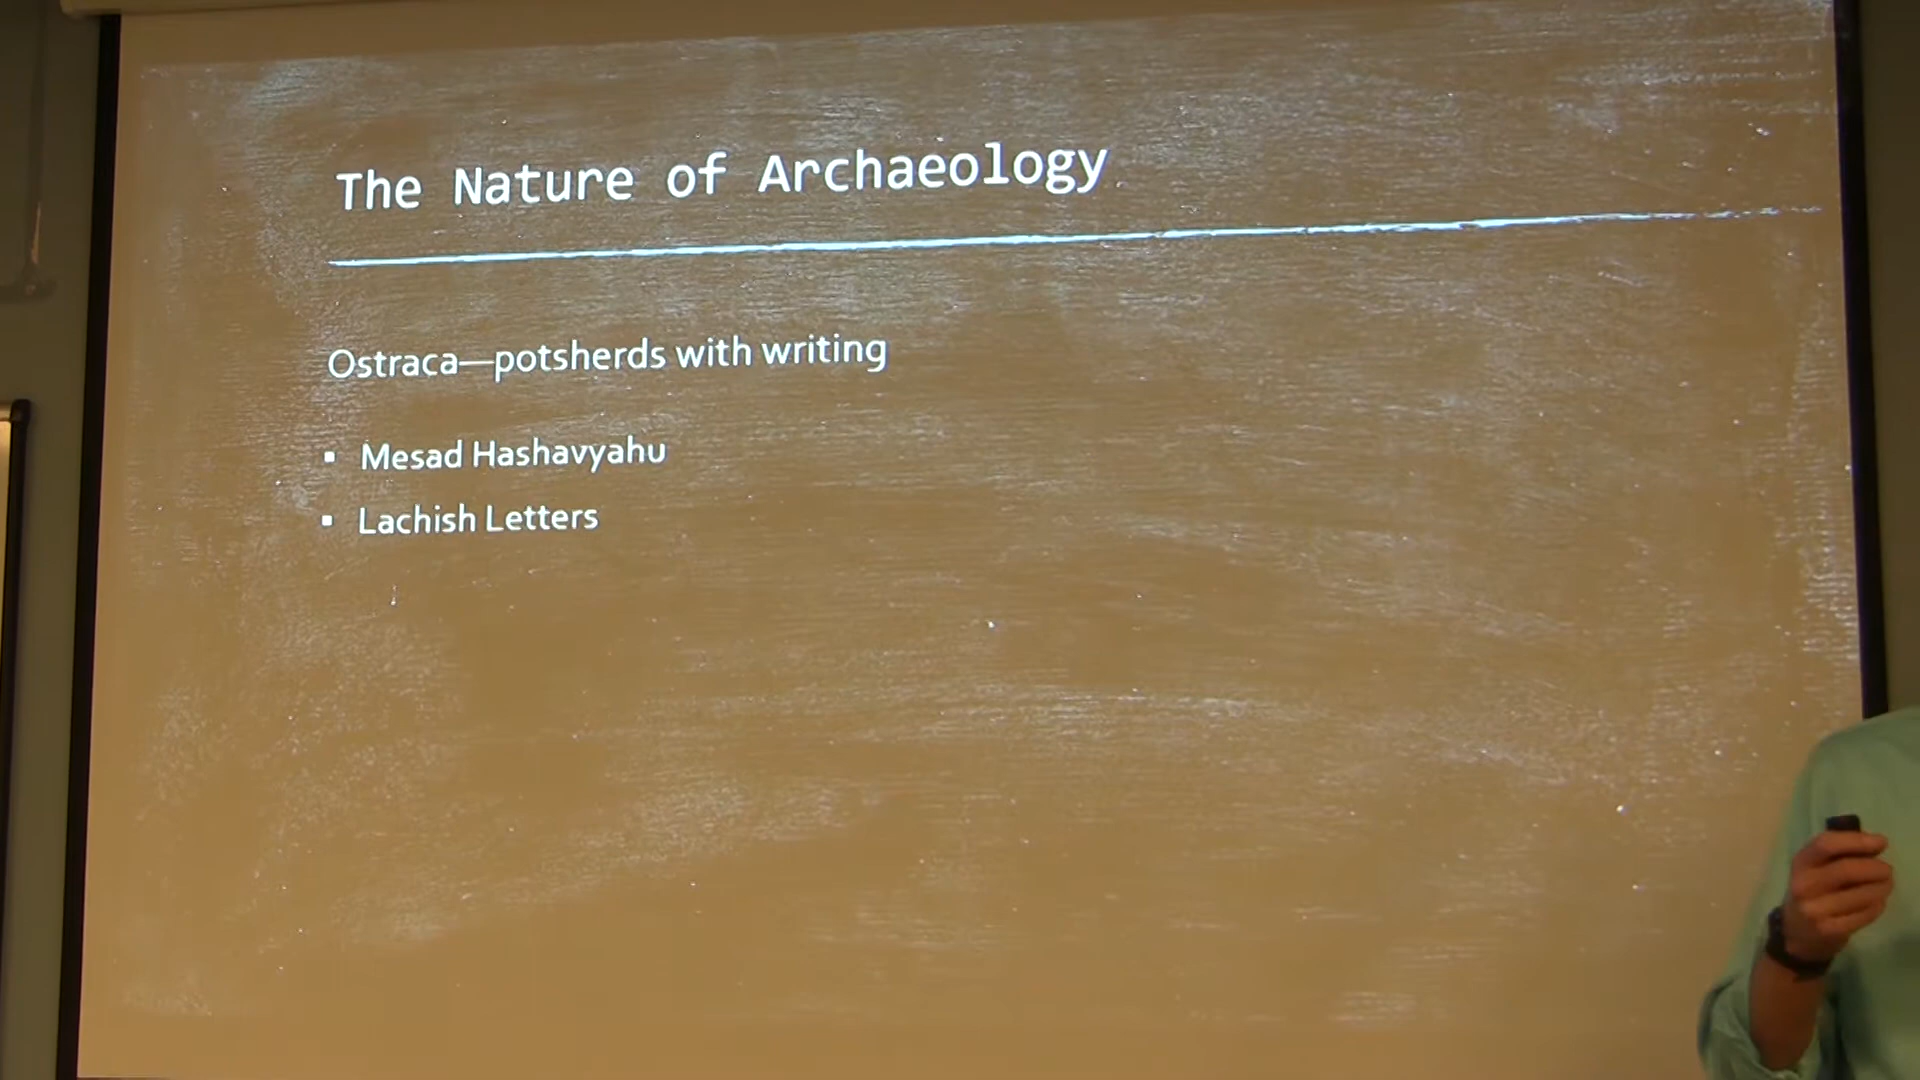 The Nature of Archaeology
Ostraca—potsherds with writing
▪ Mesad Hashavyahu
▪ Lachish Letters